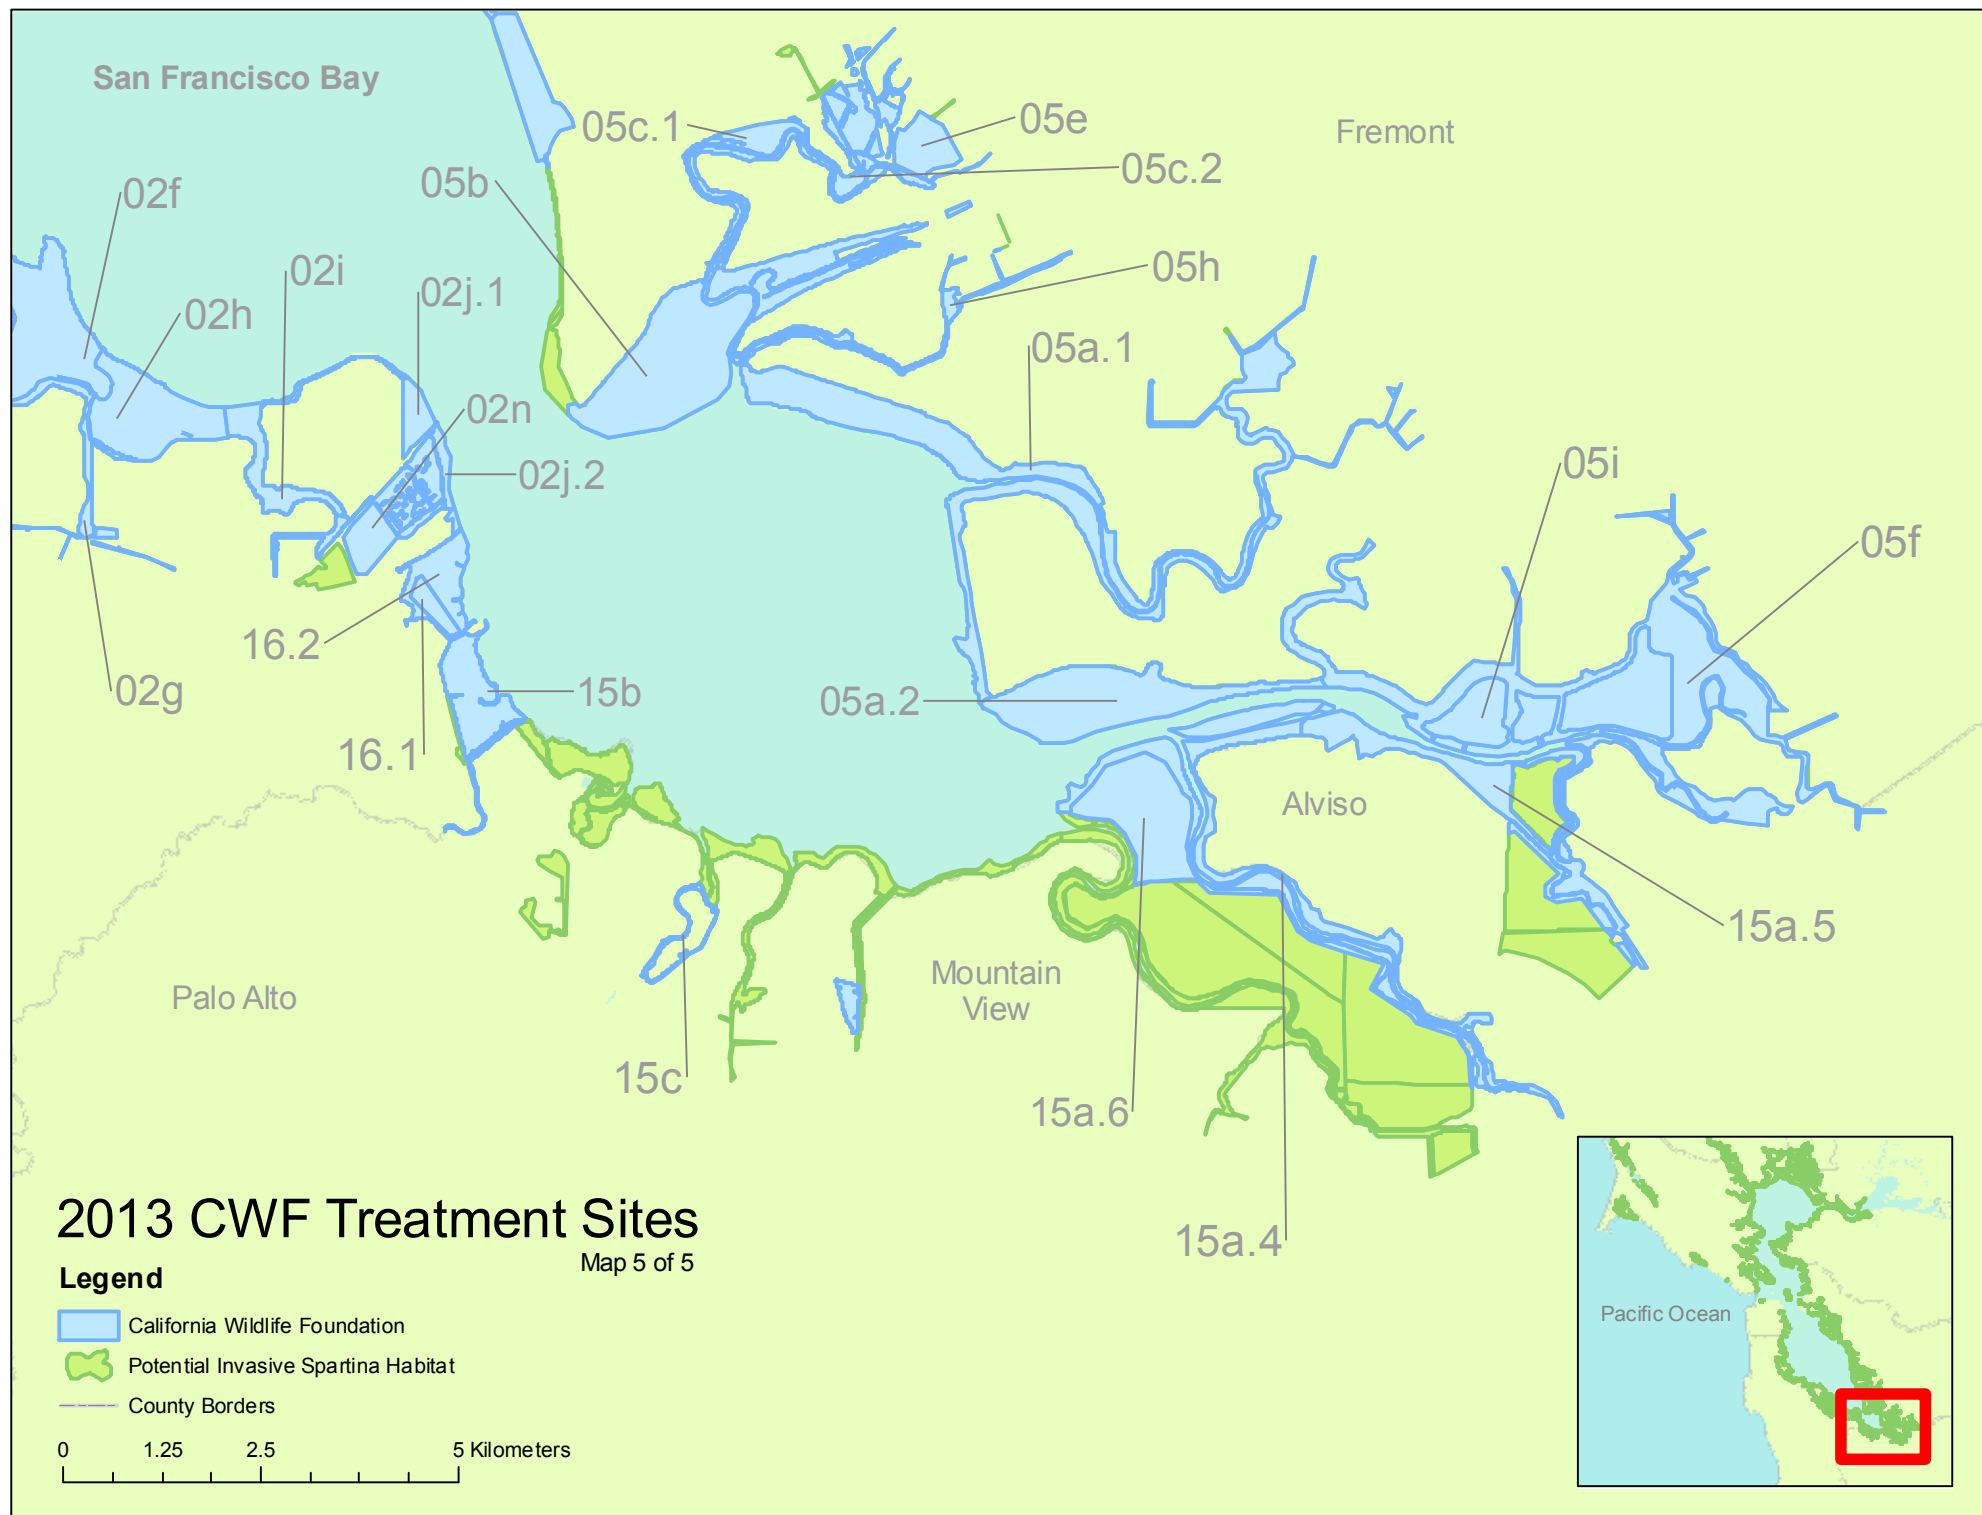 San Francisco Bay
05c.1
05e
Fremont
05c.2
05b
02f
02i
05h
02j.1
02h
05a.1
02n
05i
02j.2
05f
16.2
02g
15b
05a.2
16.1
Alviso
15a.5
Mountain
View
Palo Alto
15c
15a.6
15a.4
2013 CWF Treatment Sites
Map 5 of 5
Legend
California Wildlife Foundation
Potential Invasive Spartina Habitat
County Borders
0 1.25 2.5 5 Kilometers
Pacific Ocean